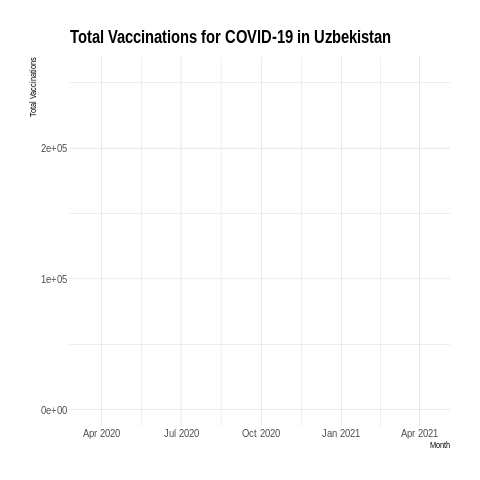 Total Vaccinations for COVID-19 in Uzbekistan
Total Vaccinations
2e+05
1e+05
0e+00
Apr 2020 Jul 2020 Oct 2020 Jan 2021 Apr 2021
Month